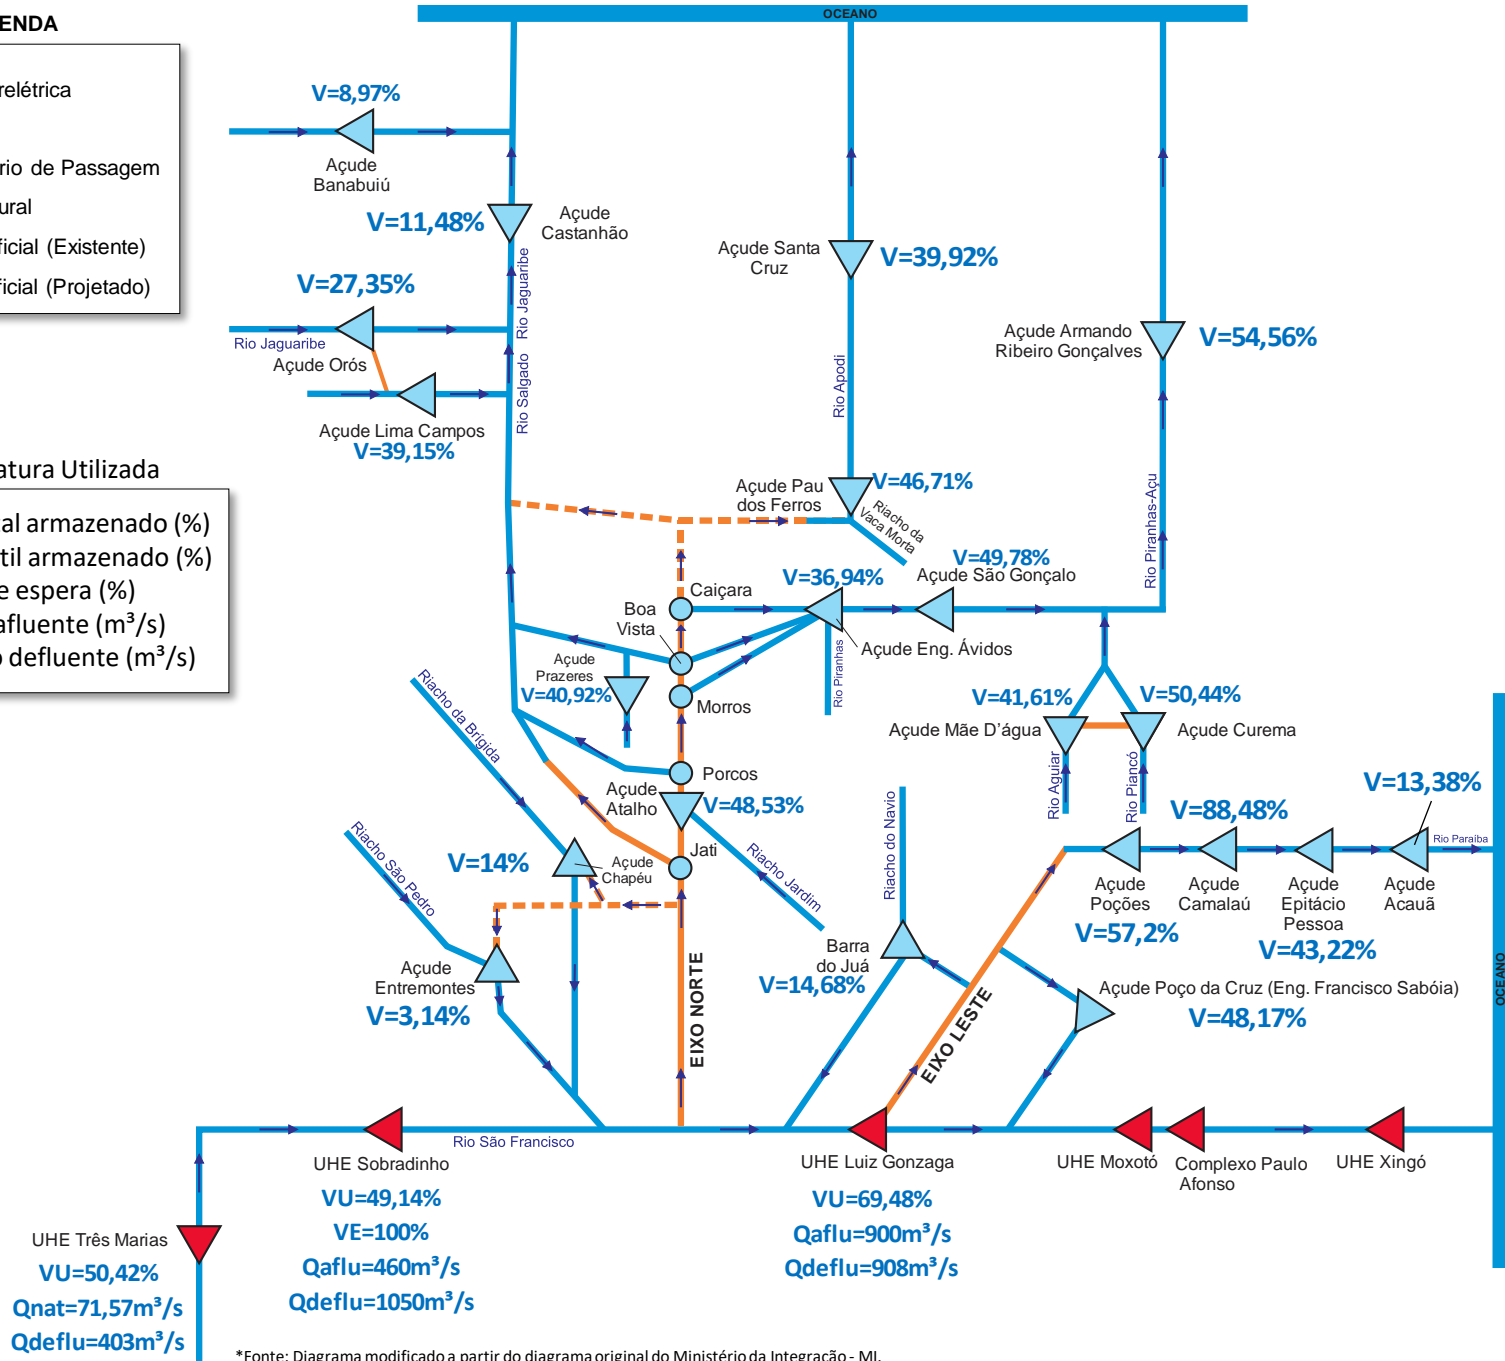 OCEANO
ENDA
relétrica
rio de Passagem
ural
ficial (Existente)
ficial (Projetado)
V=8,97%
Açude
Banabuiú
V=11,48%
Açude
Castanhão
Açude Santa
Cruz
V=39,92%
V=27,35%
Rio Jaguaribe
Rio Jaguaribe
Açude Orós
Açude Armando
Ribeiro Gonçalves
V=54,56%
Rio Salgado
Rio Apodi
Açude Lima Campos
V=39,15%
atura Utilizada
tal armazenado (%)
til armazenado (%)
e espera (%)
afluente (m³/s)
o defluente (m³/s)
Açude Pau
dos Ferros
V=46,71%
Riacho da
Vaca Morta
Rio Piranhas-Açu
V=49,78%
Açude São Gonçalo
V=36,94%
Caiçara
Boa
Vista
Açude Eng. Ávidos
Rio Piranhas
Açude
Prazeres
V=40,92%
Morros
Riacho da Brígida
V=41,61%
Açude Mãe D'água
V=50,44%
Açude Curema
Rio Aguiar
Rio Piancó
Porcos
Açude
Atalho
V=48,53%
Jati
Riacho Jardim
Riacho do Navio
V=13,38%
V=88,48%
Rio Paraíba
Açude
Poções
V=57,2%
Açude
Camalaú
Açude
Epitácio
Pessoa
V=43,22%
Açude
Acauã
Riacho São Pedro
V=14%
Açude
Chapéu
Açude
Entremontes
V=3,14%
Barra
do Juá
V=14,68%
EIXO NORTE
EIXO LESTE
Açude Poço da Cruz (Eng. Francisco Sabóia)
V=48,17%
OCEANO
Rio São Francisco
UHE Sobradinho
VU=49,14%
VE=100%
Qaflu=460m³/s
Qdeflu=1050m³/s
UHE Luiz Gonzaga
VU=69,48%
Qaflu=900m³/s
Qdeflu=908m³/s
UHE Moxotó
Complexo Paulo
Afonso
UHE Xingó
UHE Três Marias
VU=50,42%
Qnat=71,57m³/s
Qdeflu=403m³/s
*Fonte: Diagrama modificado a partir do diagrama original do Ministério da Integração - MI.